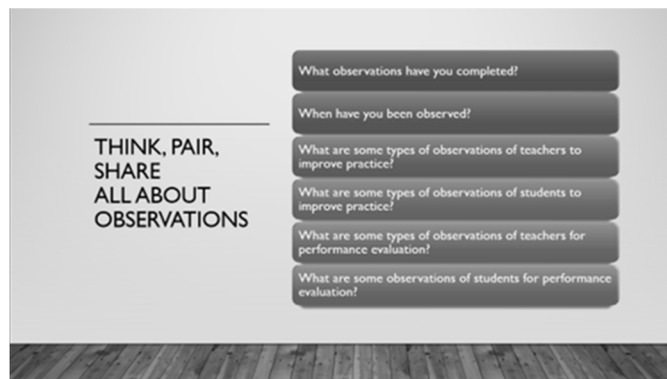 THINK, PAIR,
SHARE
ALL ABOUT
OBSERVATIONS
What observations have you completed?
When have you been observed?
What are some types of observations of teachers to
improve practice?
What are some types of observations of students to
improve practice?
What are some types of observations of teachers for
performance evaluation?
What are some observations of students for performance
evaluation?